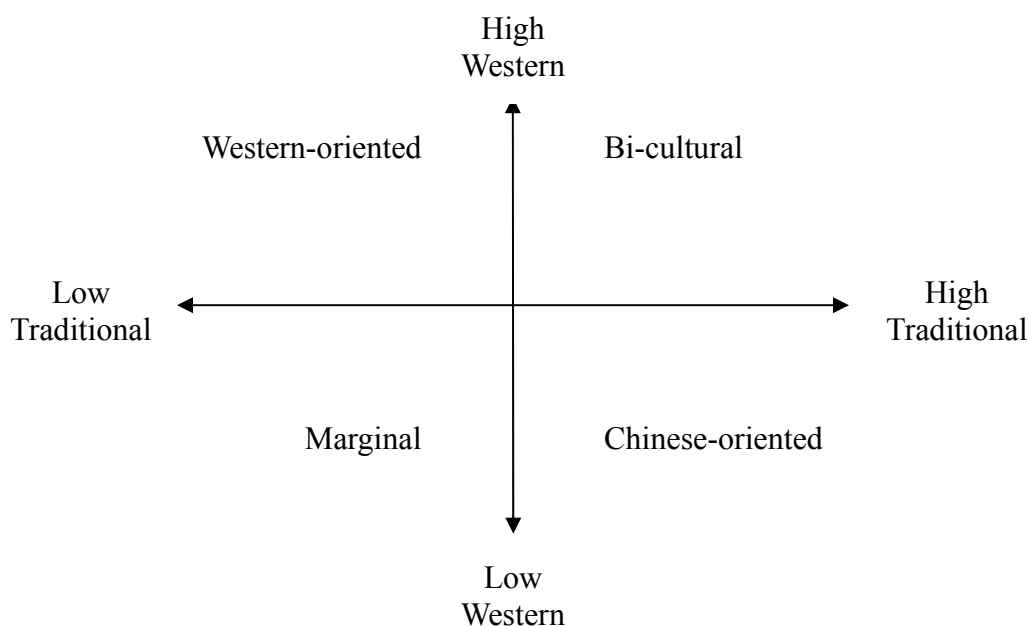 High
Western
Western-oriented
Bi-cultural
Low
Traditional
High
Traditional
Marginal
Chinese-oriented
Low
Western